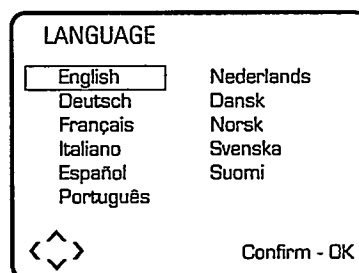 LANGUAGE
English
Deutsch
Français
Italiano
Español
Português
Nederlands
Dansk
Norsk
Svenska
Suomi
Confirm - OK